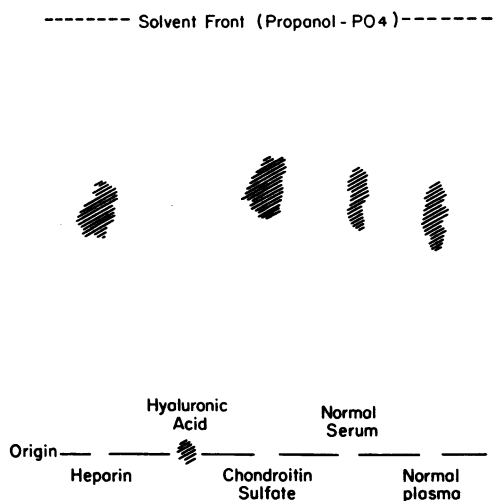 Solvent Front (Propanol - PO4)
Hyaluronic
Acid
Normal
Serum
Origin
Heparin
Chondroitin
Sulfate
Normal
plasma